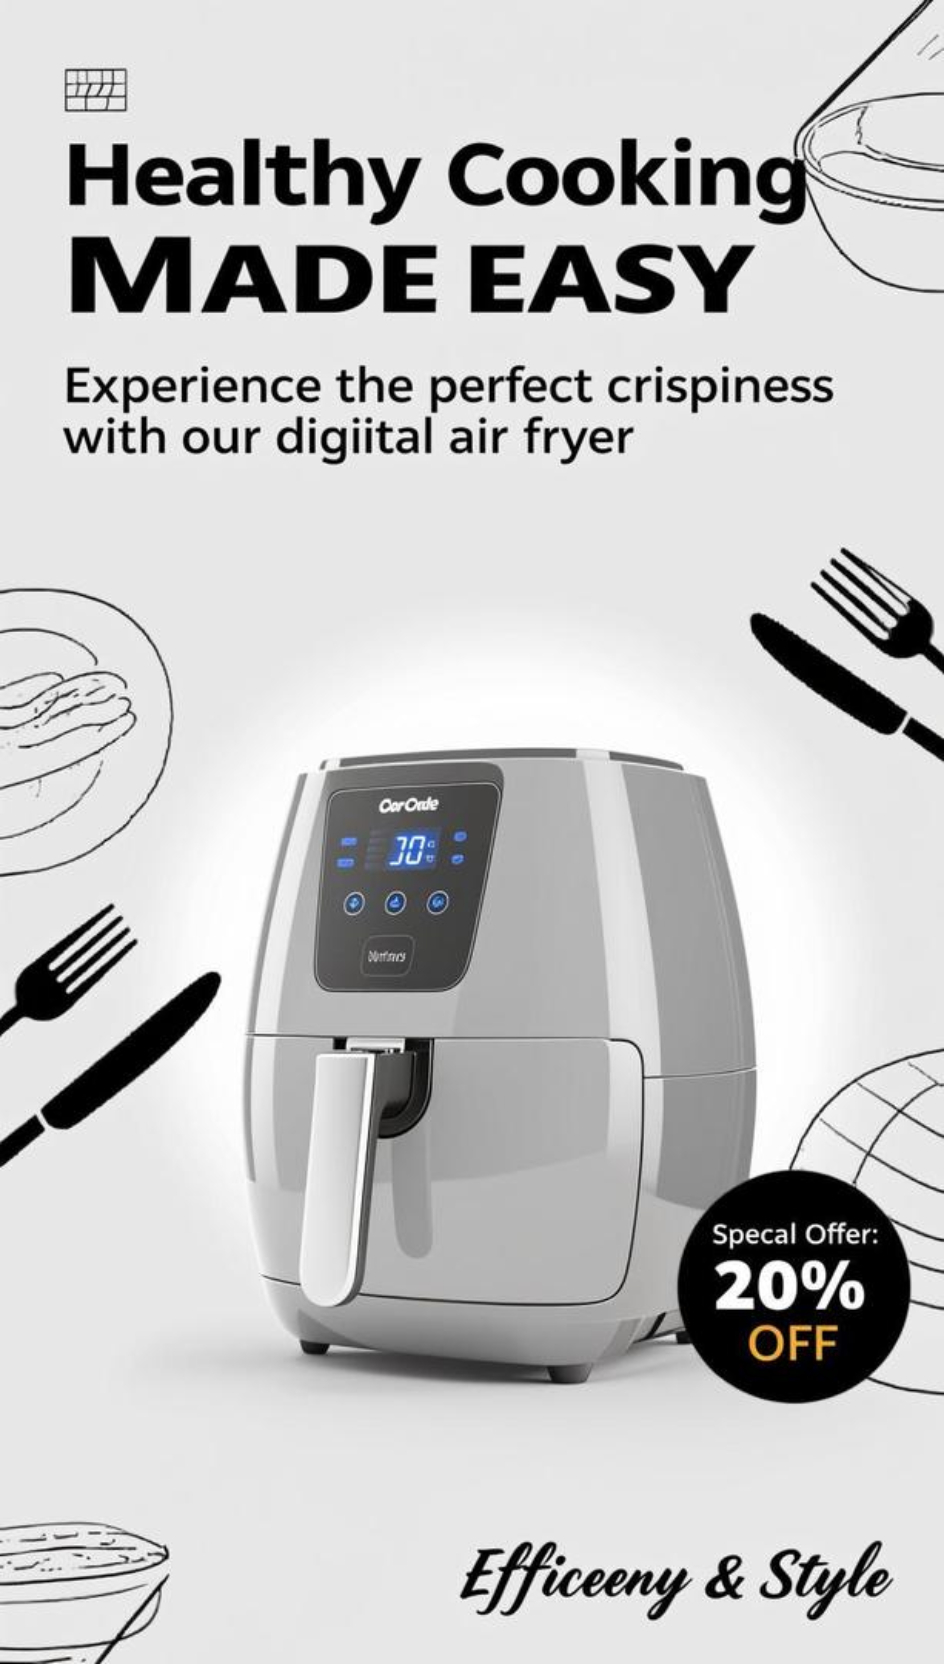 Healthy Cooking
MADE EASY
Experience the perfect crispiness
with our digiital air fryer
30
Specal Offer:
20%
OFF
Efficeeny & Style